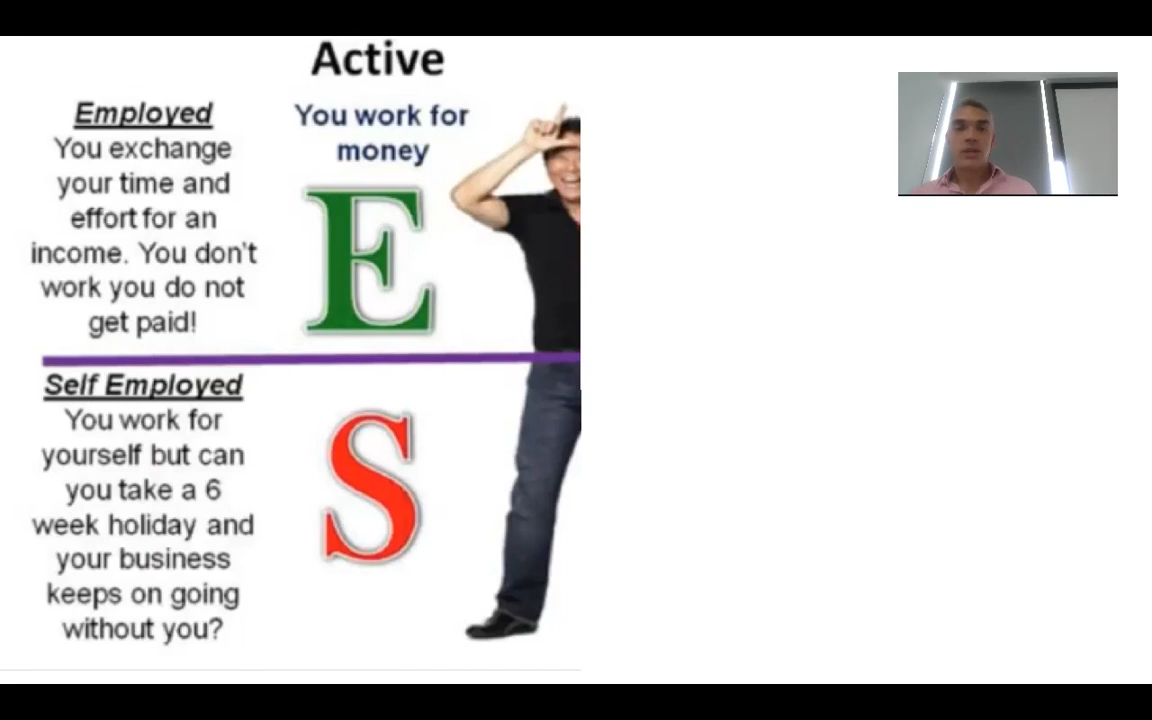 Active
Employed
You exchange
your time and
effort for an
income. You don't
work you do not
get paid!
You work for
money
E
Self Employed
You work for
yourself but can
you take a 6
week holiday and
your business
keeps on going
without you?
S